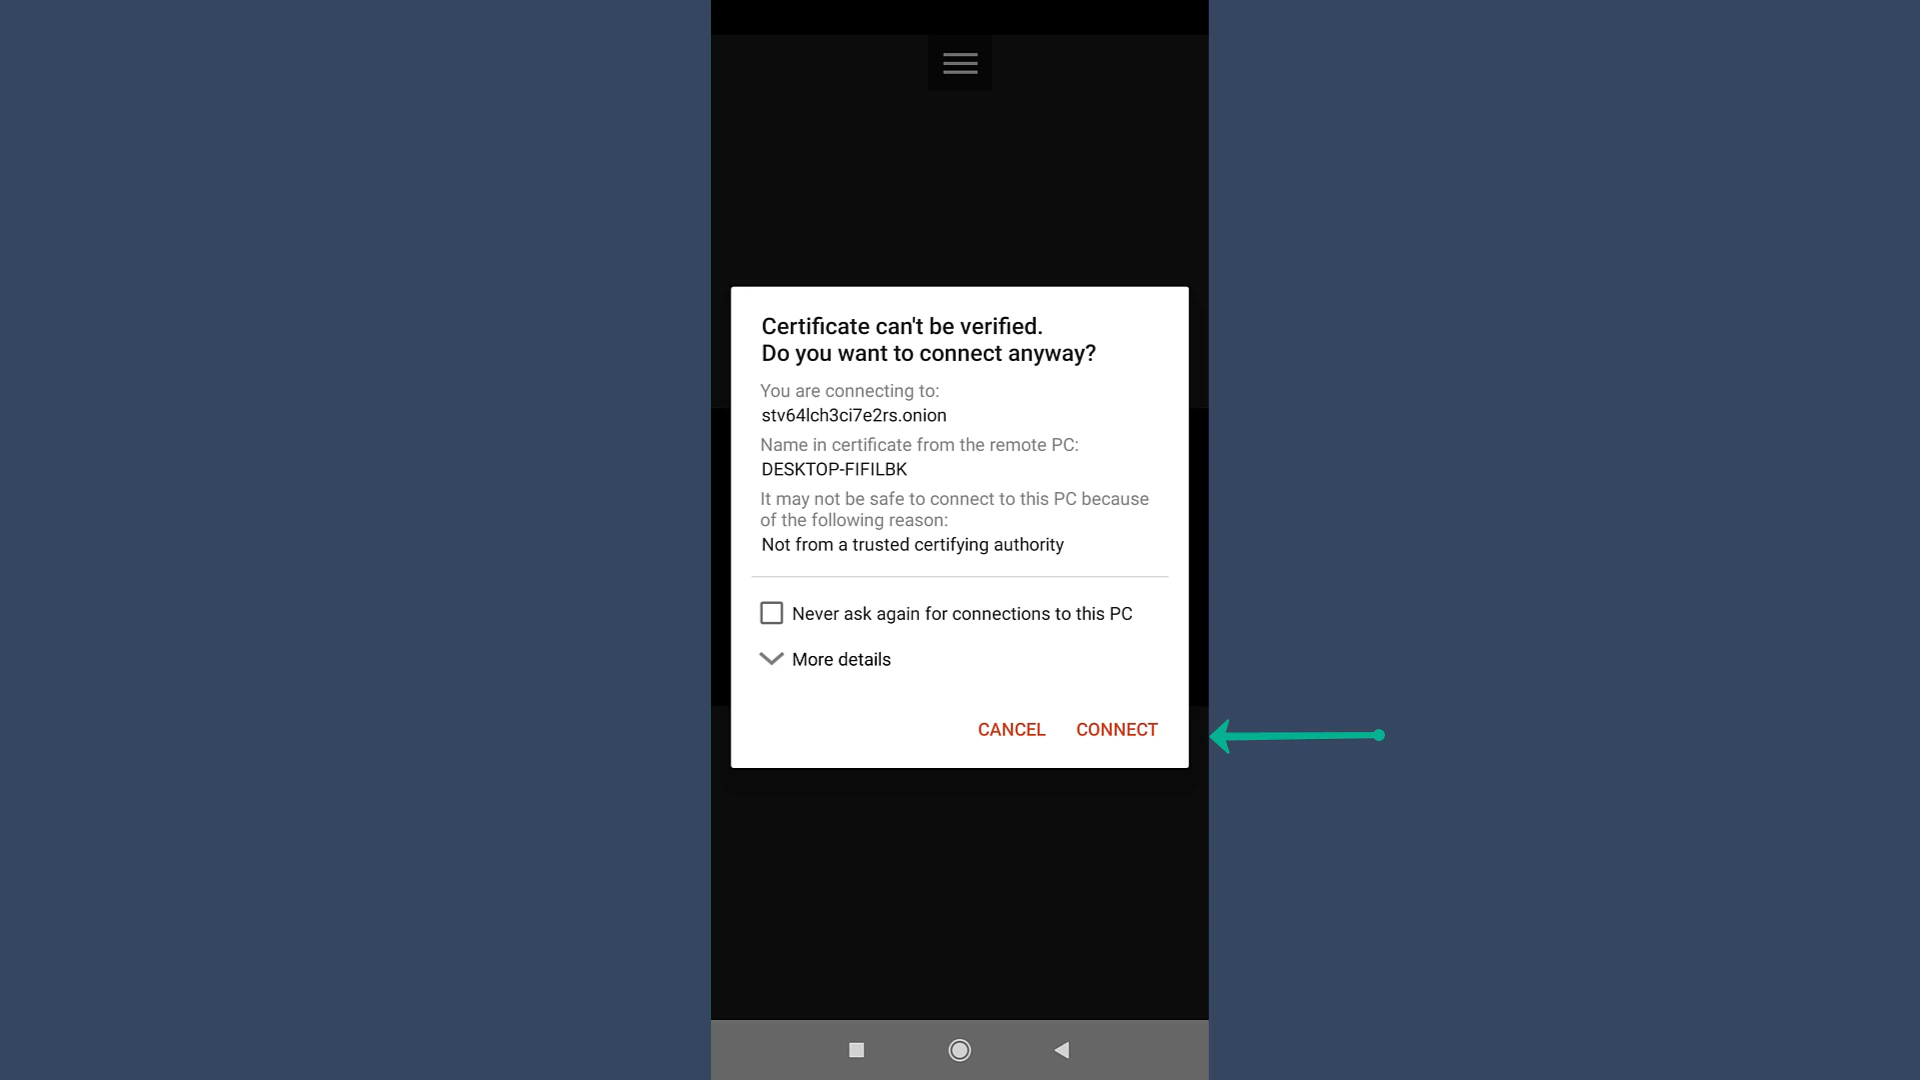 Certificate can't be verified.
Do you want to connect anyway?
You are connecting to:
stv64lch3ci7e2rs.onion
Name in certificate from the remote PC:
DESKTOP-FIFILBK
It may not be safe to connect to this PC because
of the following reason:
Not from a trusted certifying authority
Never ask again for connections to this PC
More details
CANCEL CONNECT